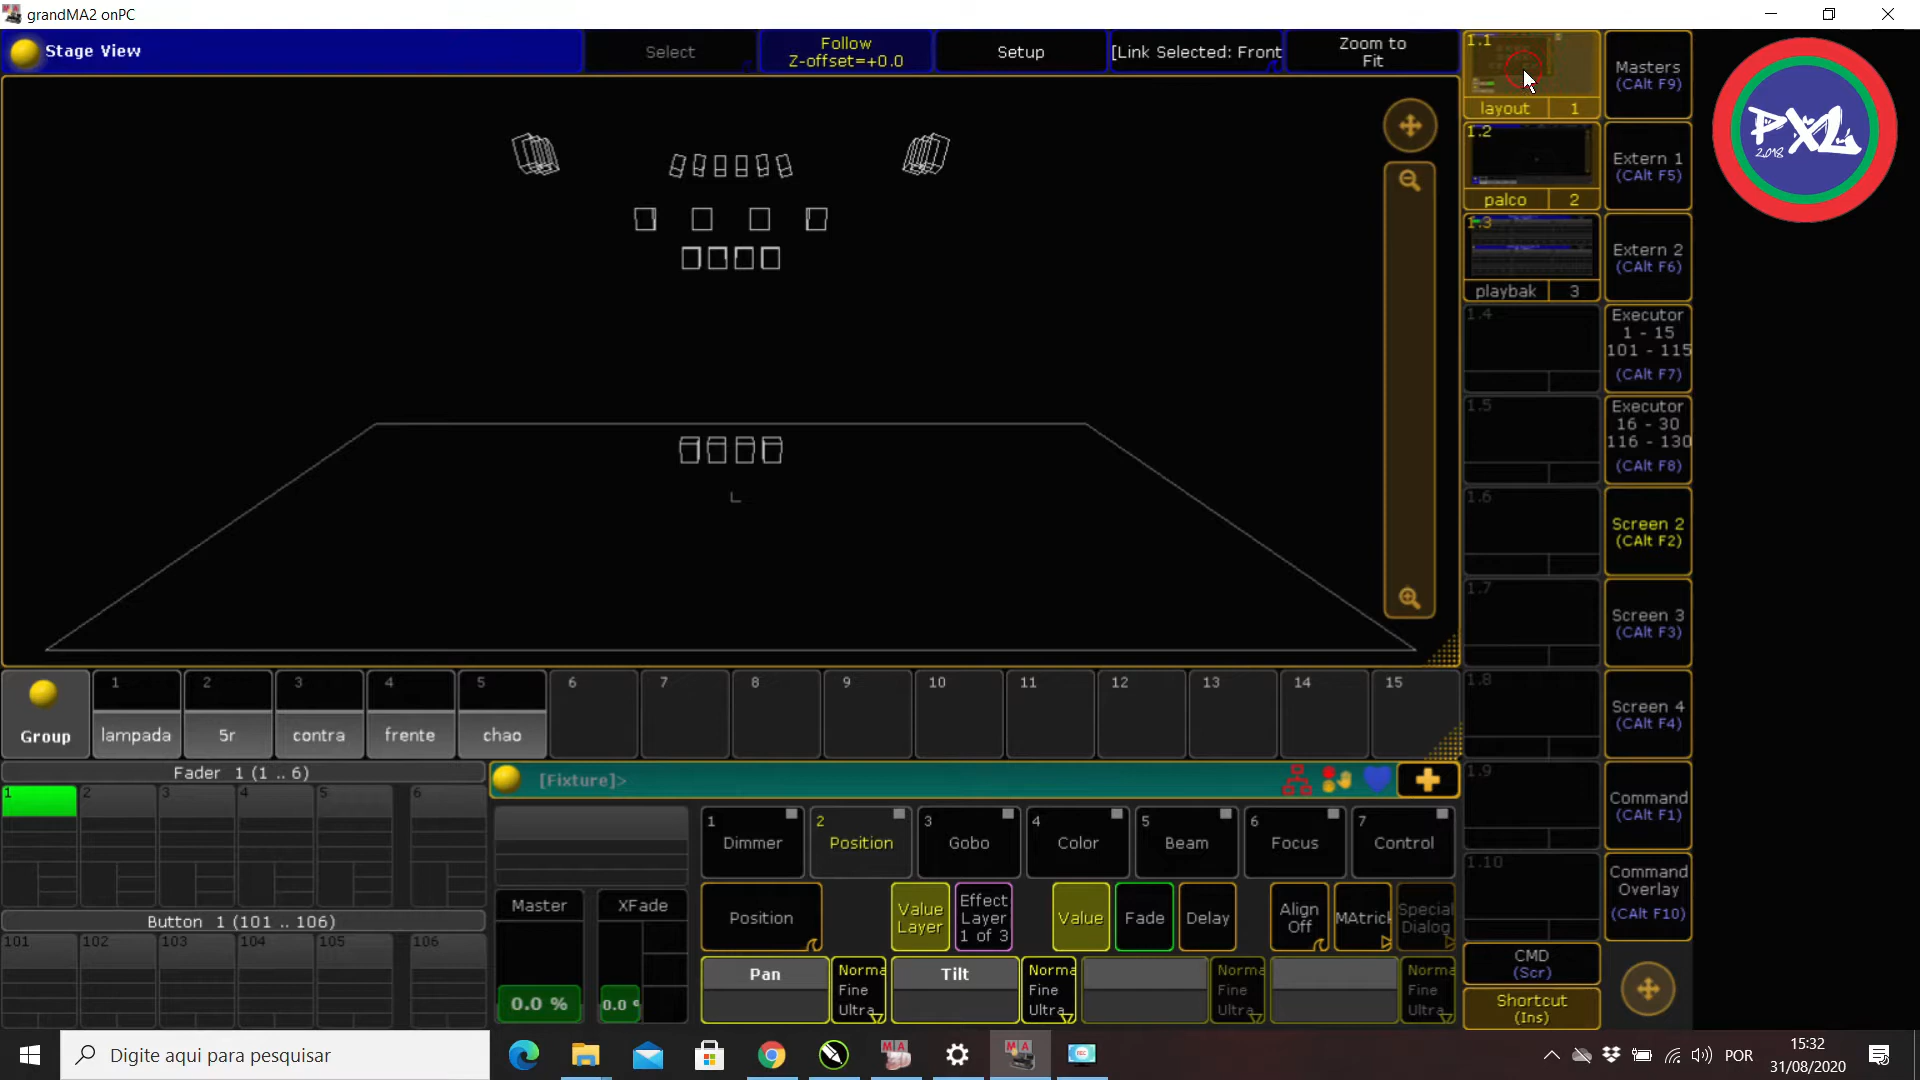 grandMA2 onPC
Stage View
Select
Follow
Z-offset=+0.0
Setup
[Link Selected: Front
Zoom to
Fit
1.1
layout 1
1.2
palco 2
1.3
playbak 3
1.4
1.5
1.6
1.7
1.8
1.9
1.10
CMD
(Scr)
Shortcut
(Ins)
Masters
(CAlt F9)
Extern 1
(CAlt F5)
Extern 2
(CAlt F6)
Executor
1 - 15
101 - 115
(CAlt F7)
Executor
16 - 30
116 - 130
(CAlt F8)
Screen 2
(CAlt F2)
Screen 3
(CAlt F3)
Screen 4
(CAlt F4)
Command
(CAlt F1)
Command
Overlay
(CAlt F10)
PXL
2018
Group
1
lampada
2
5r
3
contra
4
frente
5
chao
6 7 8 9 10 11 12 13 14 15
Fader 1 (1 .. 6)
1 2 3 4 5 6
Button 1 (101 .. 106)
101 102 103 104 105 106
[Fixture]>
Master
0.0 %
XFade
0.0
1
Dimmer
2
Position
3
Gobo
4
Color
5
Beam
6
Focus
7
Control
Position
Value
Layer
Effect
Layer
1 of 3
Value
Fade
Delay
Align
Off
MAtric
Special
Dialog
Pan
Norma
Fine
Ultra
Tilt
Norma
Fine
Ultra
Norma
Fine
Ultra
Norma
Fine
Ultra
Digite aqui para pesquisar
MA
MA
REC
POR
15:32
31/08/2020